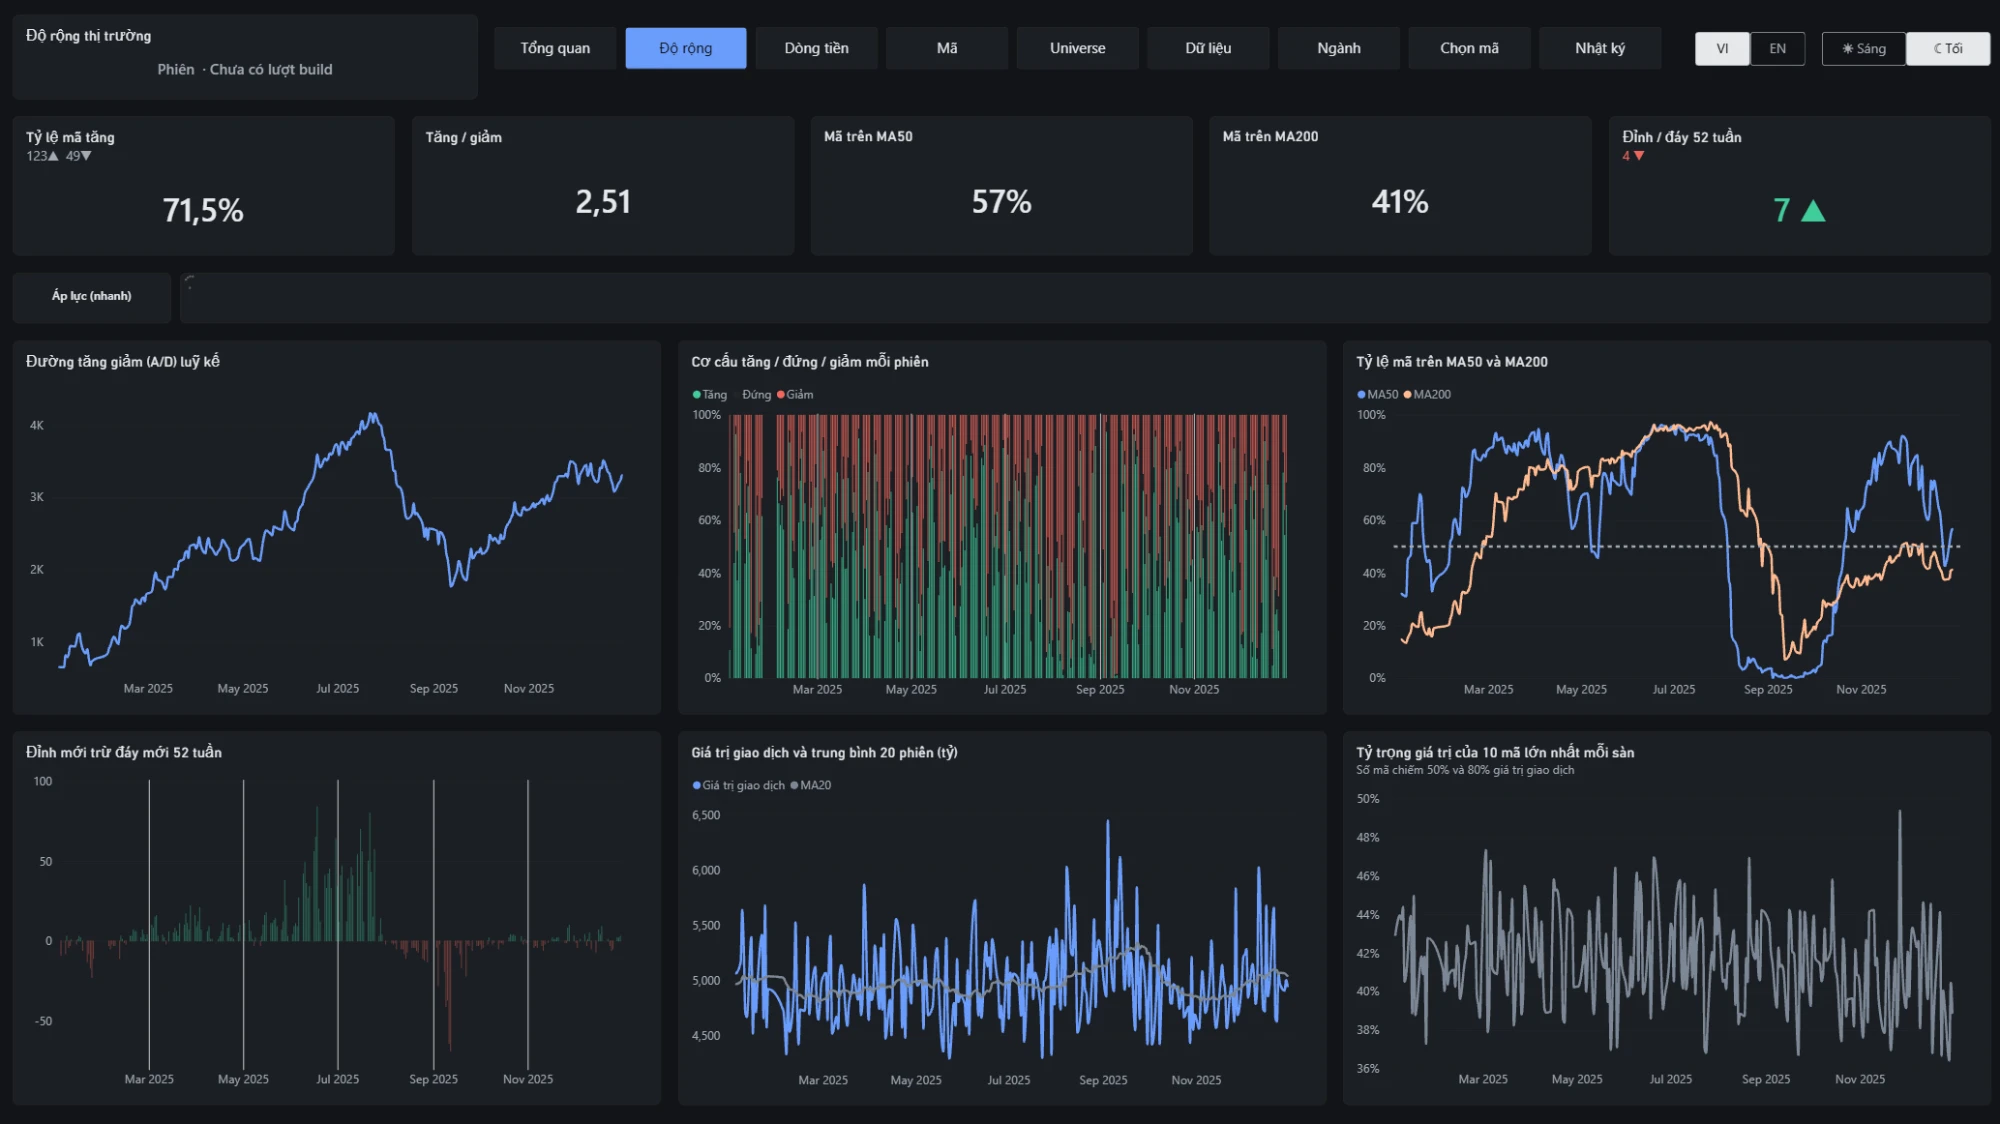 Độ rộng thị trường
Phiên · Chưa có lượt build
Tổng quan
Độ rộng
Dòng tiền
Mã
Universe
Dữ liệu
Ngành
Chọn mã
Nhật ký
VI
EN
☀ Sáng
☾ Tối
Tỷ lệ mã tăng
123▲ 49▼
71,5%
Tăng / giảm
2,51
Mã trên MA50
57%
Mã trên MA200
41%
Đỉnh / đáy 52 tuần
4 ▼
7 ▲
Áp lực (nhanh)
Đường tăng giảm (A/D) luỹ kế
4K
3K
2K
1K
Mar 2025 May 2025 Jul 2025 Sep 2025 Nov 2025
Cơ cấu tăng / đứng / giảm mỗi phiên
Tăng Đứng Giảm
100%
80%
60%
40%
20%
0%
Mar 2025 May 2025 Jul 2025 Sep 2025 Nov 2025
Tỷ lệ mã trên MA50 và MA200
MA50 MA200
100%
80%
60%
40%
20%
0%
Mar 2025 May 2025 Jul 2025 Sep 2025 Nov 2025
Đỉnh mới trừ đáy mới 52 tuần
100
50
0
-50
Mar 2025 May 2025 Jul 2025 Sep 2025 Nov 2025
Giá trị giao dịch và trung bình 20 phiên (tỷ)
Giá trị giao dịch MA20
6,500
6,000
5,500
5,000
4,500
Mar 2025 May 2025 Jul 2025 Sep 2025 Nov 2025
Tỷ trọng giá trị của 10 mã lớn nhất mỗi sàn
Số mã chiếm 50% và 80% giá trị giao dịch
50%
48%
46%
44%
42%
40%
38%
36%
Mar 2025 May 2025 Jul 2025 Sep 2025 Nov 2025